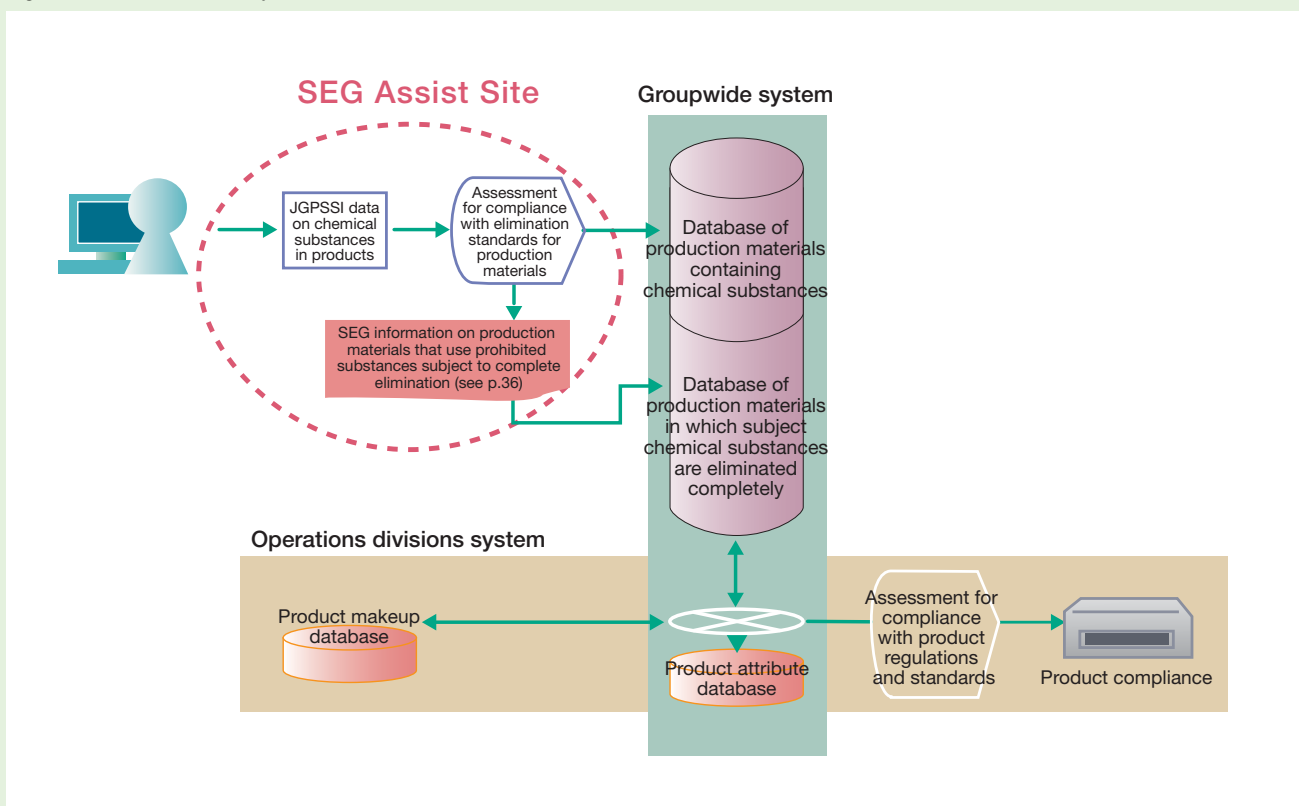 SEG Assist Site
Groupwide system
JGPSSI data
on chemical
substances
in products
Assessment
for compliance
with elimination
standards for
production
materials
Database of
production materials
containing
chemical substances
SEG information on production
materials that use prohibited
substances subject to complete
elimination (see p.36)
Database of
production materials
in which subject
chemical substances
are eliminated
completely
Operations divisions system
Product makeup
database
Product attribute
database
Assessment for
compliance
with product
regulations
and standards
Product compliance